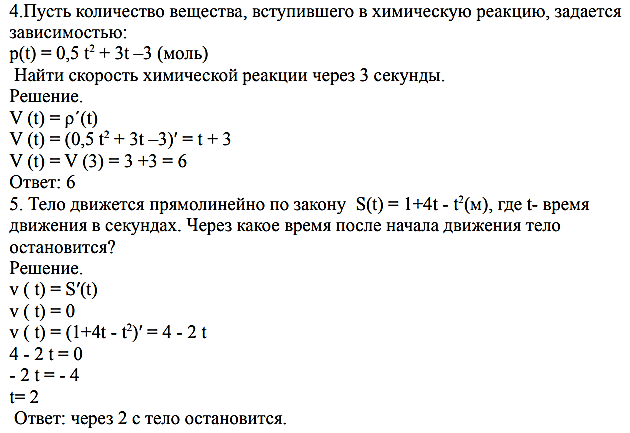 4.Пусть количество вещества, вступившего в химическую реакцию, задается
зависимостью:
p(t) = 0,5 t² + 3t –3 (моль)
Найти скорость химической реакции через 3 секунды.
Решение.
V (t) = ρ´(t)
V (t) = (0,5 t² + 3t –3)′ = t + 3
V (t) = V (3) = 3 +3 = 6
Ответ: 6
5. Тело движется прямолинейно по закону S(t) = 1+4t - t²(м), где t- время
движения в секундах. Через какое время после начала движения тело
остановится?
Решение.
v ( t) = S′(t)
v ( t) = 0
v ( t) = (1+4t - t²)′ = 4 - 2 t
4 - 2 t = 0
- 2 t = - 4
t= 2
Ответ: через 2 с тело остановится.